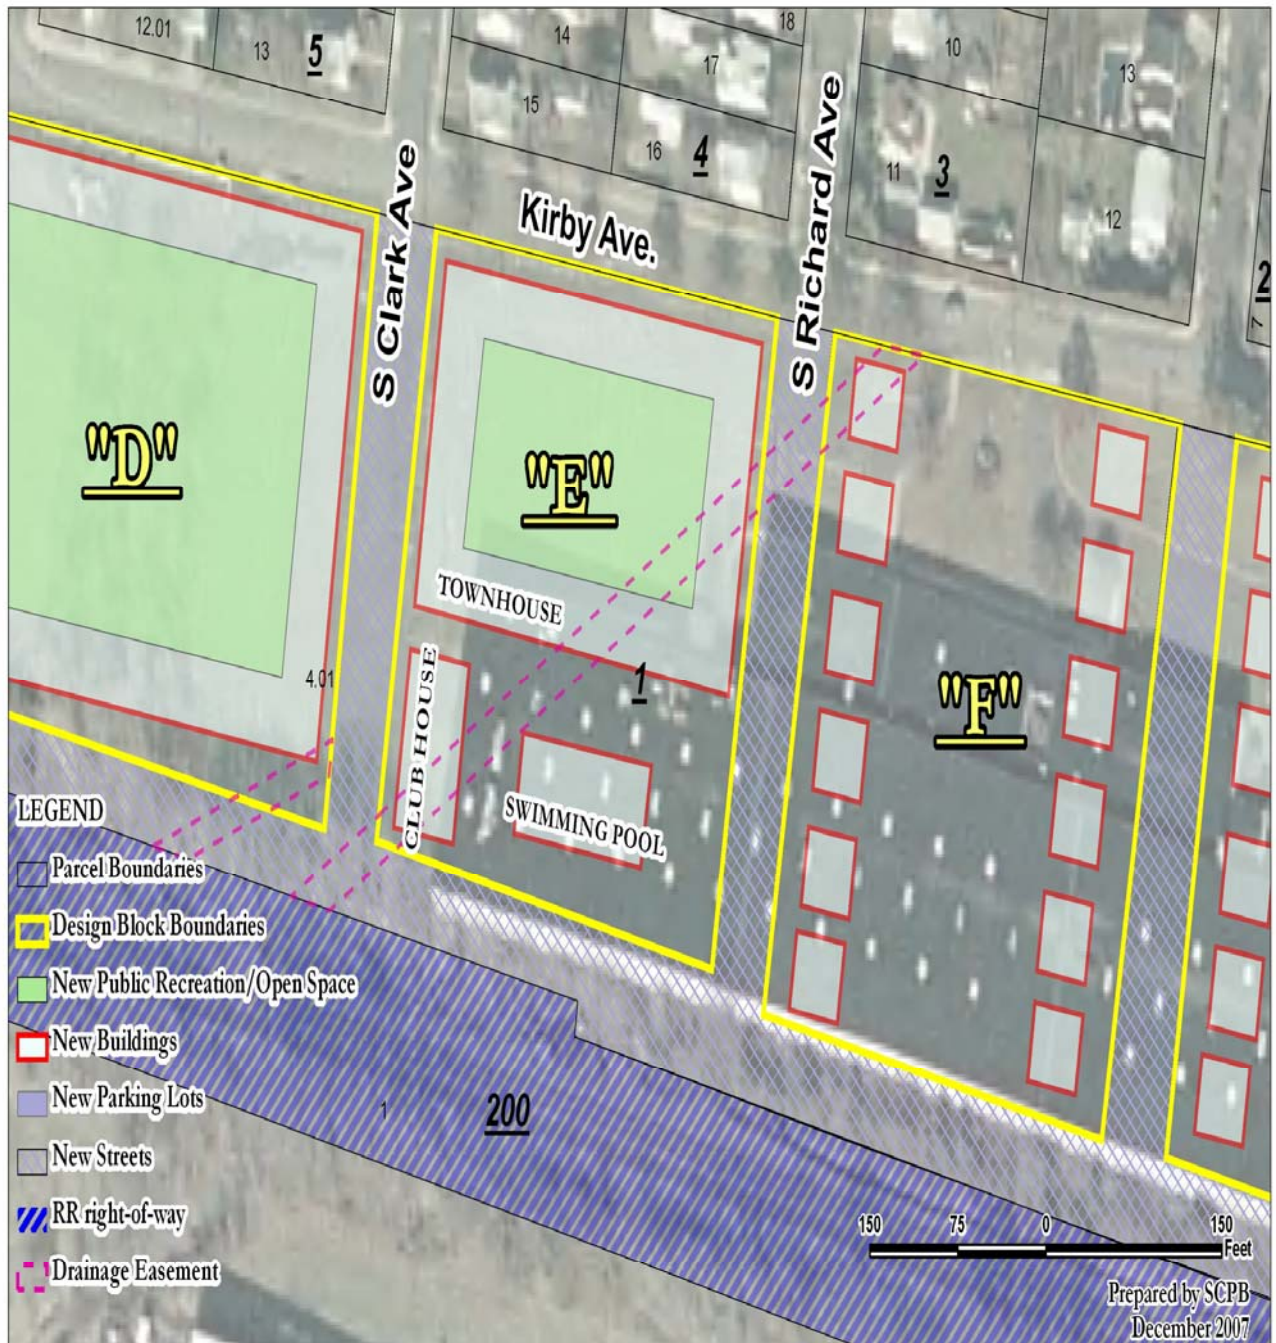 12.01
13
5
14
18
17
15
16
4
10
13
11
3
12
2
7
S Clark Ave
Kirby Ave.
S Richard Ave
"D"
"E"
"F"
TOWNHOUSE
4.01
1
CLUB HOUSE
SWIMMING POOL
LEGEND
Parcel Boundaries
Design Block Boundaries
New Public Recreation/Open Space
New Buildings
New Parking Lots
New Streets
RR right-of-way
Drainage Easement
1
200
150 75 0 150
Feet
Prepared by SCPB
December 2007